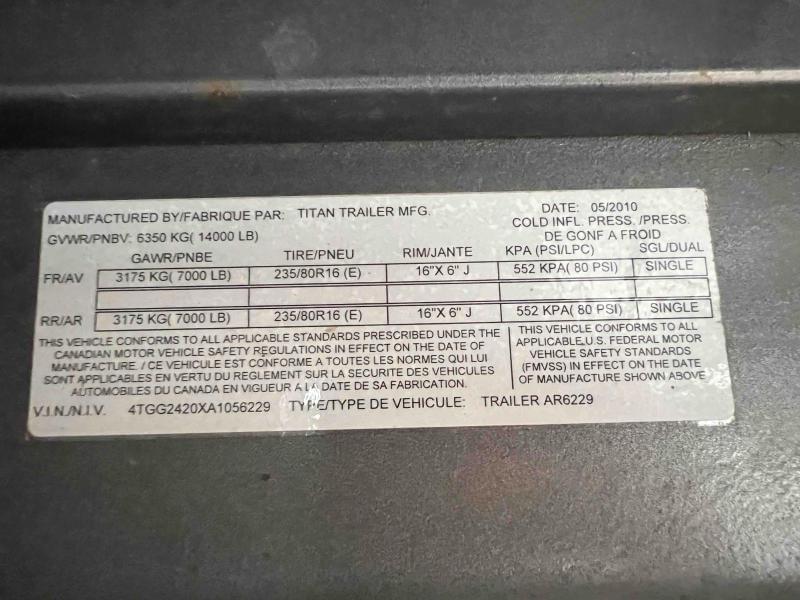 MANUFACTURED BY/FABRIQUE PAR: TITAN TRAILER MFG. DATE: 05/2010
GVWR/PNBV: 6350 KG( 14000 LB) COLD INFL. PRESS. /PRESS. DE GONF A FROID
GAWR/PNBE TIRE/PNEU RIM/JANTE KPA (PSI/LPC) SGL/DUAL
FR/AV 3175 KG( 7000 LB) 235/80R16 (E) 16"X 6" J 552 KPA( 80 PSI) SINGLE
RR/AR 3175 KG( 7000 LB) 235/80R16 (E) 16"X 6" J 552 KPA( 80 PSI) SINGLE
THIS VEHICLE CONFORMS TO ALL APPLICABLE STANDARDS PRESCRIBED UNDER THE
CANADIAN MOTOR VEHICLE SAFETY REGULATIONS IN EFFECT ON THE DATE OF
MANUFACTURE. / CE VEHICULE EST CONFORME A TOUTES LES NORMES QUI LUI
SONT APPLICABLES EN VERTU DU REGLEMENT SUR LA SECURITE DES VEHICULES
AUTOMOBILES DU CANADA EN VIGUEUR A LA DATE DE SA FABRICATION.
THIS VEHICLE CONFORMS TO ALL
APPLICABLE,U.S. FEDERAL MOTOR
VEHICLE SAFETY STANDARDS
(FMVSS) IN EFFECT ON THE DATE
OF MANUFACTURE SHOWN ABOVE
V.I.N./N.I.V. 4TGG2420XA1056229 TYPE/TYPE DE VEHICULE: TRAILER AR6229